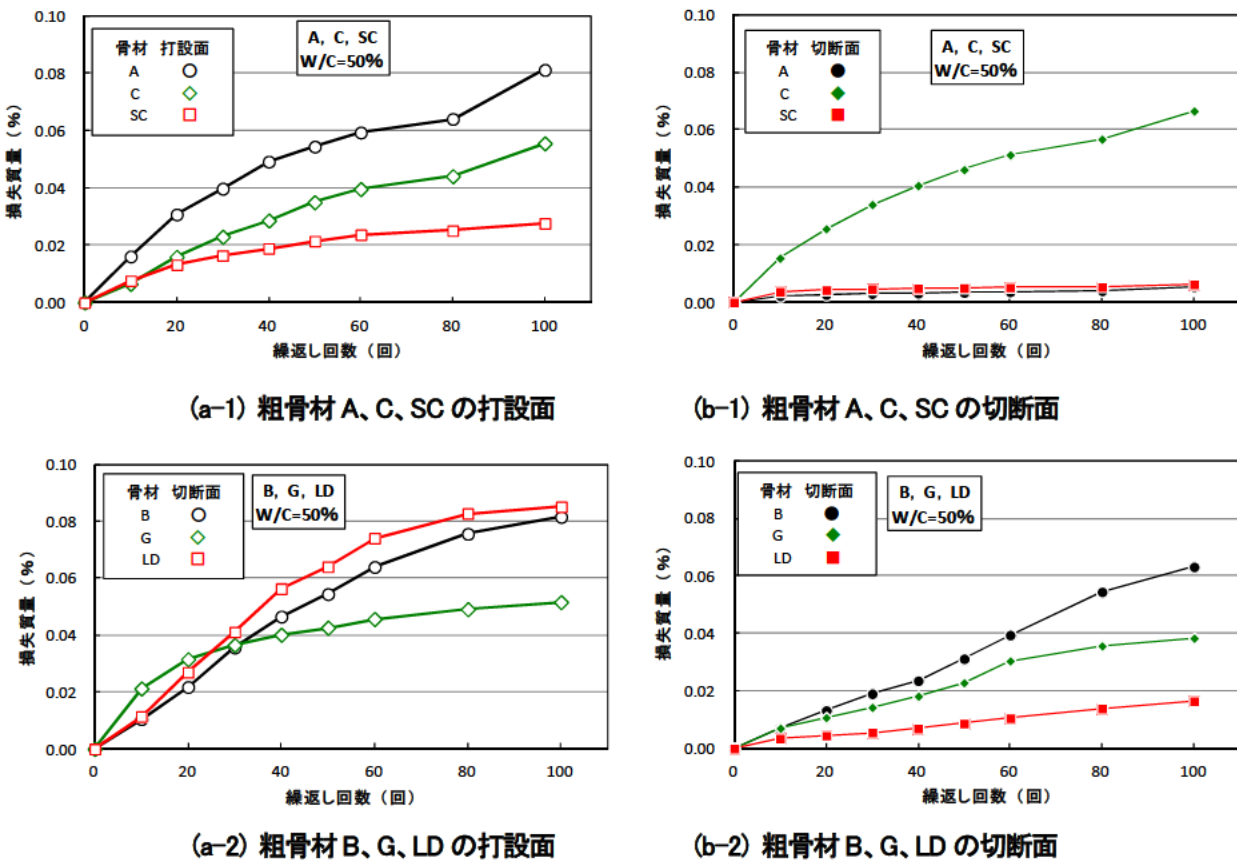 0.10
0.08
0.06
0.04
0.02
0.00
損失質量(%)
骨材 打設面
A
C
SC
A, C, SC
W/C=50%
0 20 40 60 80 100
繰返し回数(回)
(a-1) 粗骨材 A、C、SC の打設面
0.10
0.08
0.06
0.04
0.02
0.00
損失質量(%)
骨材 切断面
A
C
SC
A, C, SC
W/C=50%
0 20 40 60 80 100
繰返し回数(回)
(b-1) 粗骨材 A、C、SC の切断面
0.10
0.08
0.06
0.04
0.02
0.00
損失質量(%)
骨材 切断面
B
G
LD
B, G, LD
W/C=50%
0 20 40 60 80 100
繰返し回数(回)
(a-2) 粗骨材 B、G、LD の打設面
0.10
0.08
0.06
0.04
0.02
0.00
損失質量(%)
骨材 切断面
B
G
LD
B, G, LD
W/C=50%
0 20 40 60 80 100
繰返し回数(回)
(b-2) 粗骨材 B、G、LD の切断面